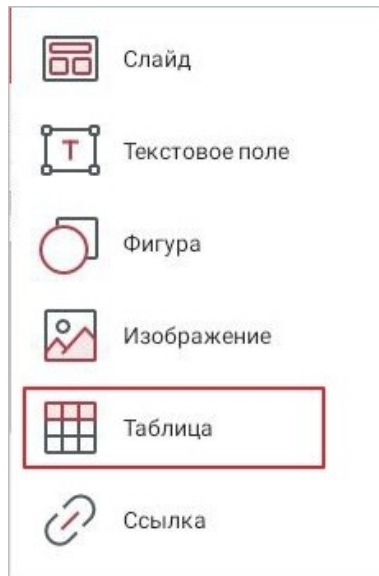 Слайд
Текстовое поле
Фигура
Изображение
Таблица
Ссылка